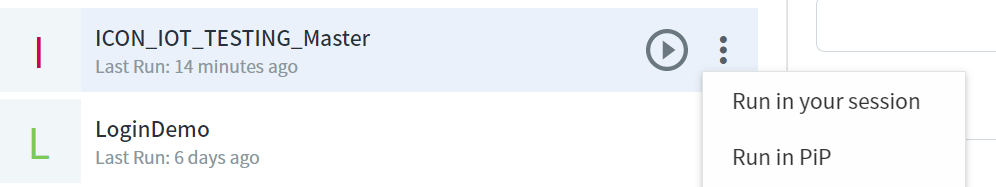 I
ICON_IOT_TESTING_Master
Last Run: 14 minutes ago
Run in your session
L
LoginDemo
Last Run: 6 days ago
Run in PiP